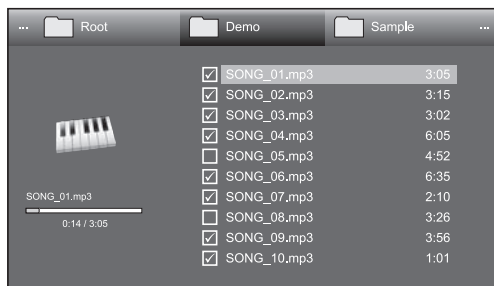 ... Root Demo Sample ...
SONG_01.mp3 3:05
SONG_02.mp3 3:15
SONG_03.mp3 3:02
SONG_04.mp3 6:05
SONG_05.mp3 4:52
SONG_06.mp3 6:35
SONG_07.mp3 2:10
SONG_08.mp3 3:26
SONG_09.mp3 3:56
SONG_10.mp3 1:01
SONG_01.mp3
0:14 / 3:05